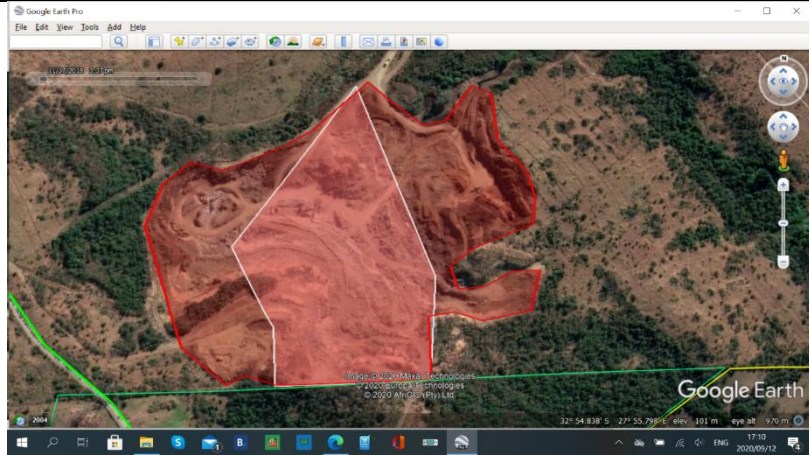 Google Earth Pro
File Edit View Tools Add Help
N
Image © 2020 Maxar Technologies
© 2020 Europa Technologies
© 2020 AfriGIS (Pty) Ltd.
Google Earth
2004
32° 54.838' S 27° 55.798' E elev 101 m eye alt 970 m
ENG
17:10
2020/09/12